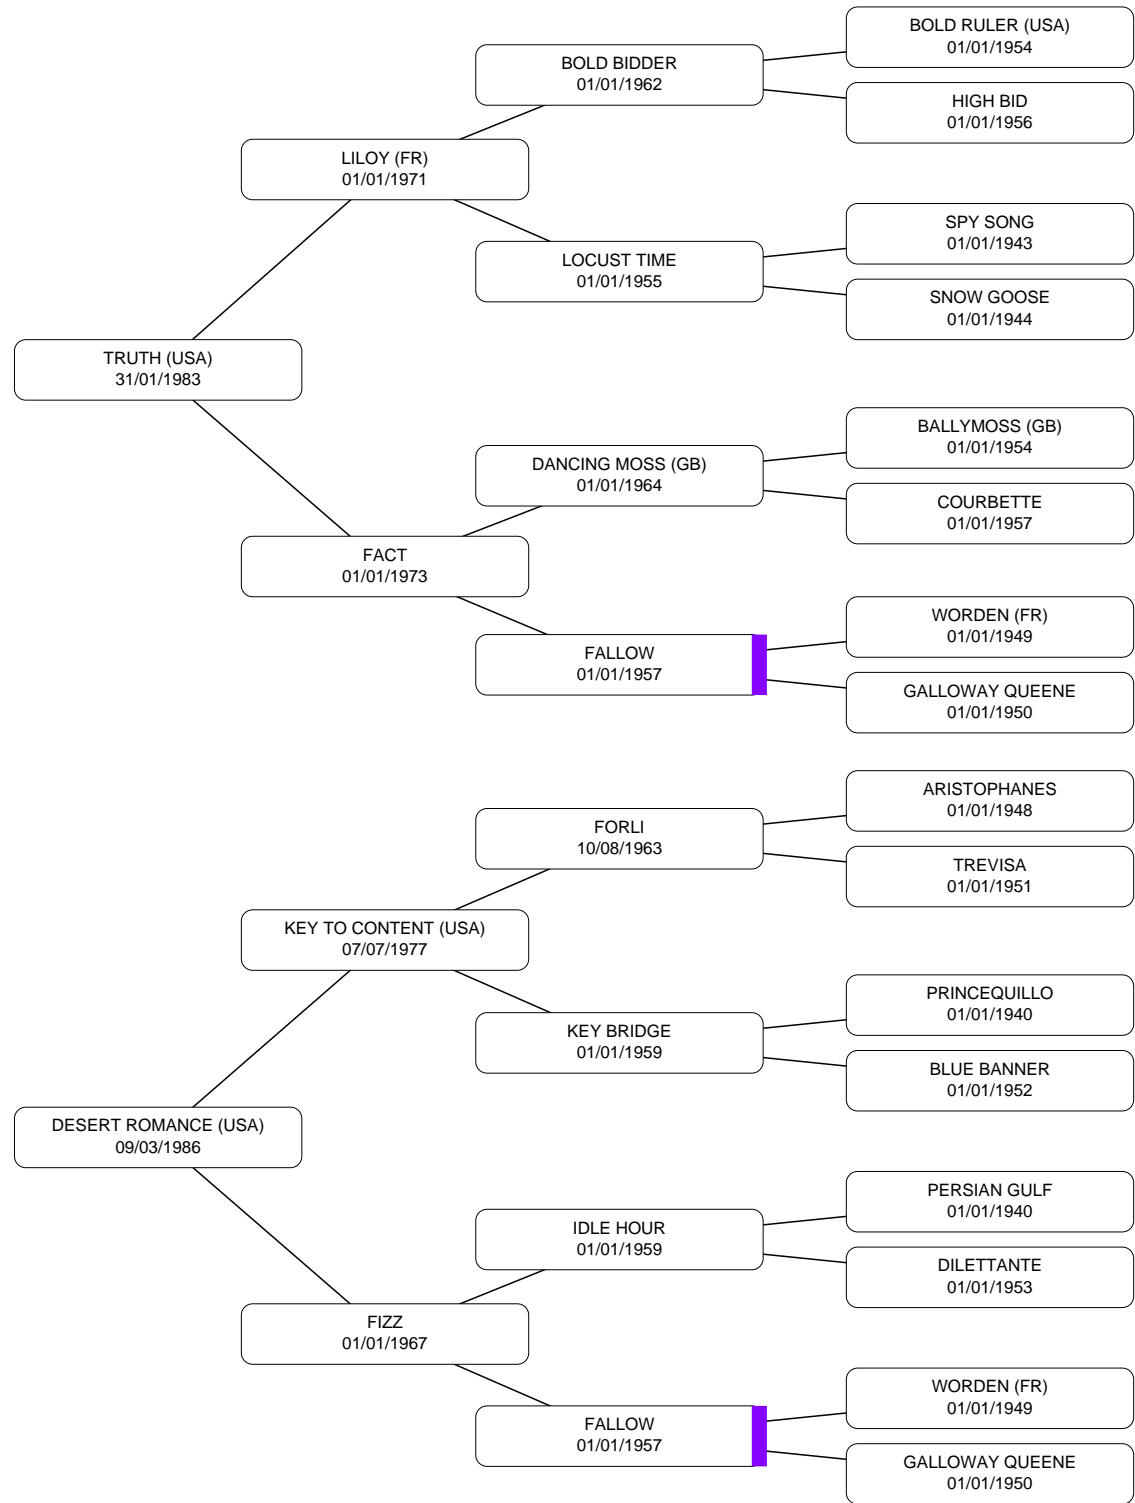 BOLD RULER (USA)
01/01/1954
BOLD BIDDER
01/01/1962
HIGH BID
01/01/1956
LILOY (FR)
01/01/1971
SPY SONG
01/01/1943
LOCUST TIME
01/01/1955
SNOW GOOSE
01/01/1944
TRUTH (USA)
31/01/1983
BALLYMOSS (GB)
01/01/1954
DANCING MOSS (GB)
01/01/1964
COURBETTE
01/01/1957
FACT
01/01/1973
WORDEN (FR)
01/01/1949
FALLOW
01/01/1957
GALLOWAY QUEENE
01/01/1950
ARISTOPHANES
01/01/1948
FORLI
10/08/1963
TREVISA
01/01/1951
KEY TO CONTENT (USA)
07/07/1977
PRINCEQUILLO
01/01/1940
KEY BRIDGE
01/01/1959
BLUE BANNER
01/01/1952
DESERT ROMANCE (USA)
09/03/1986
PERSIAN GULF
01/01/1940
IDLE HOUR
01/01/1959
DILETTANTE
01/01/1953
FIZZ
01/01/1967
WORDEN (FR)
01/01/1949
FALLOW
01/01/1957
GALLOWAY QUEENE
01/01/1950